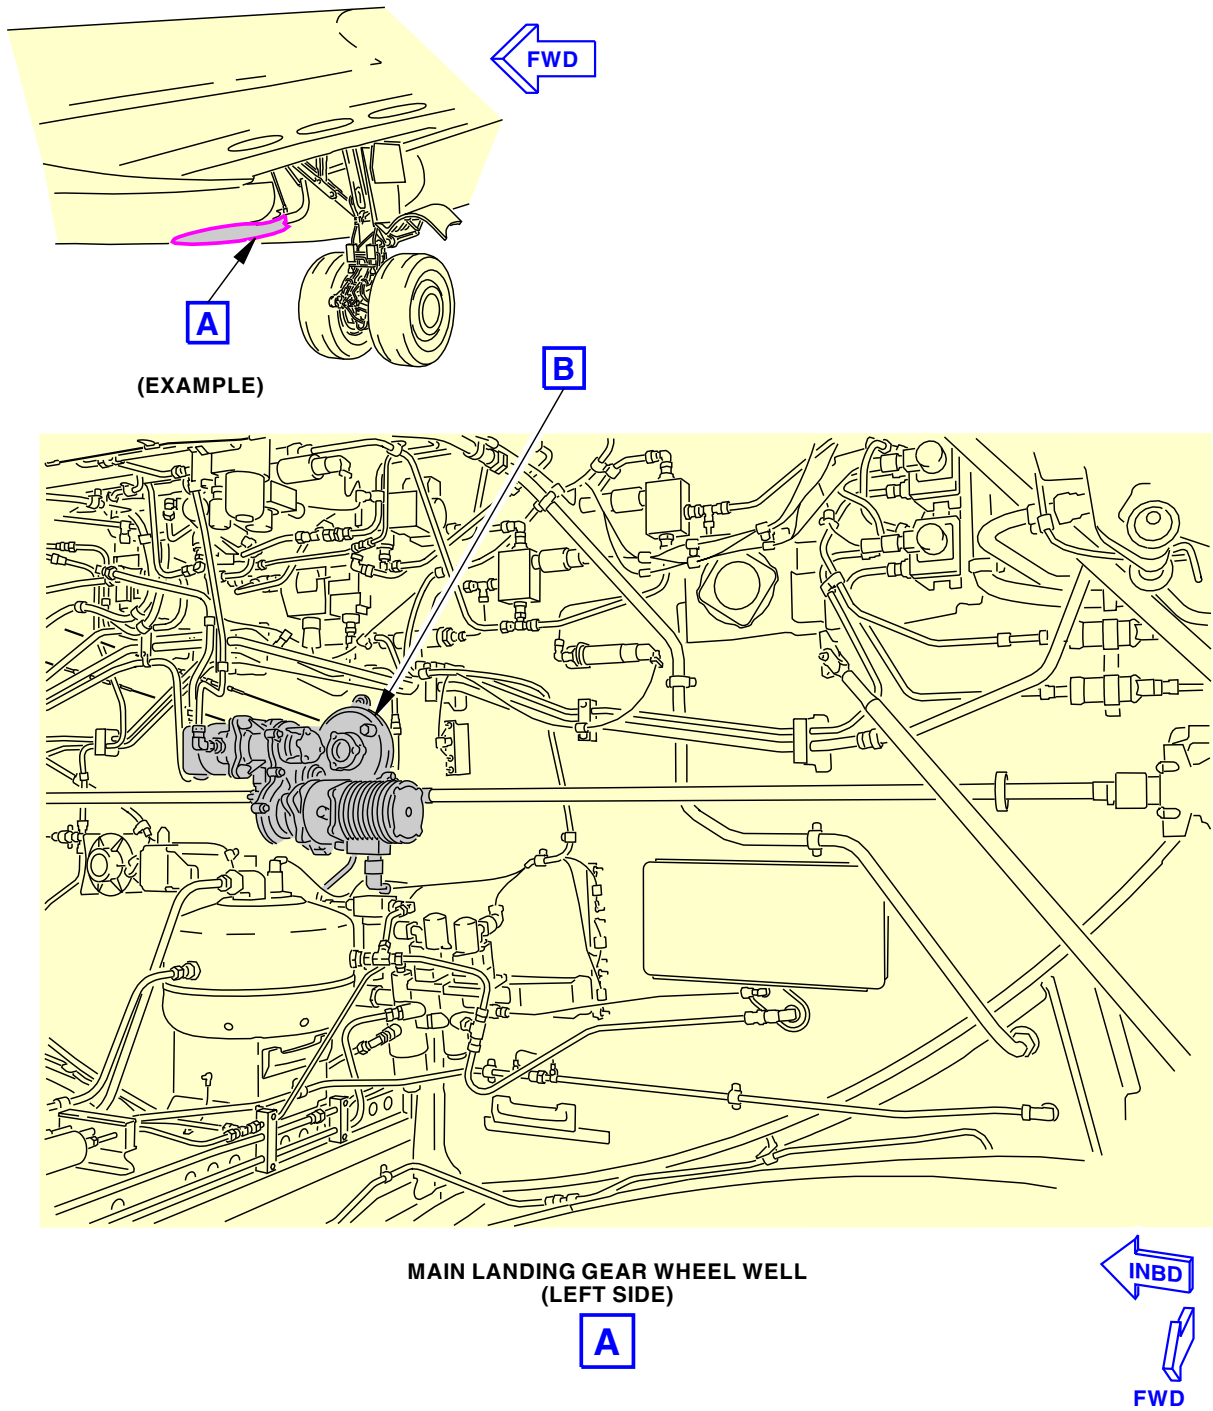 FWD
A
(EXAMPLE)
B
MAIN LANDING GEAR WHEEL WELL
(LEFT SIDE)
A
INBD
FWD